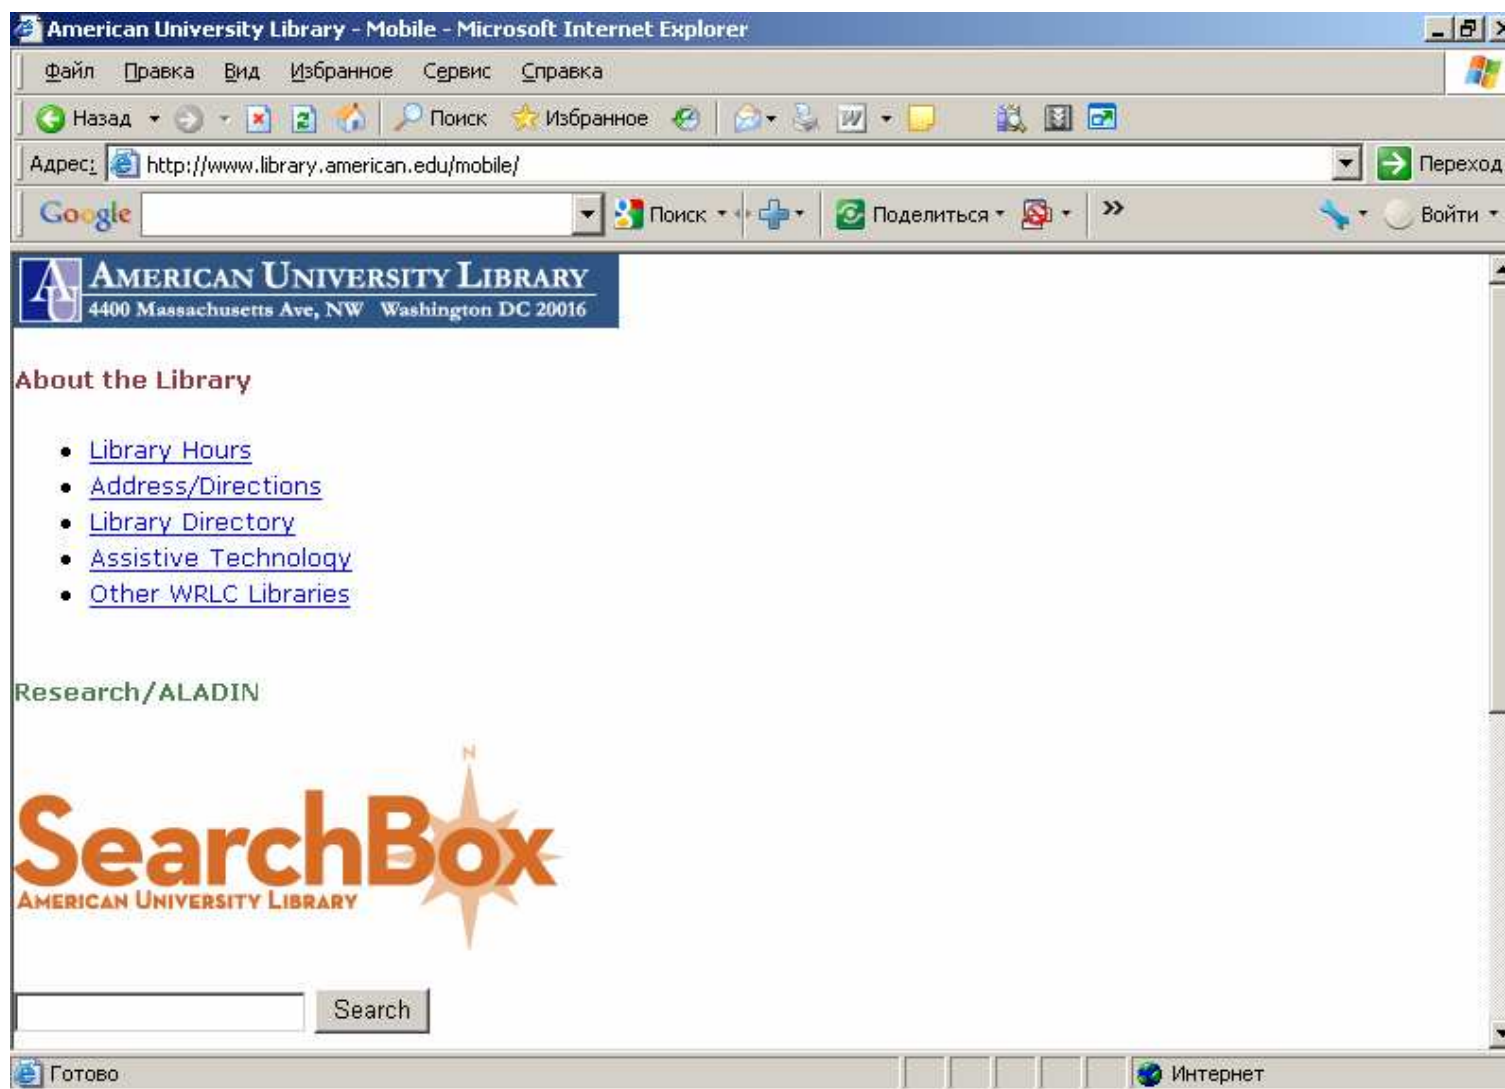 American University Library - Mobile - Microsoft Internet Explorer
Файл Правка Вид Избранное Сервис Справка
Назад Поиск Избранное
Адрес: http://www.library.american.edu/mobile/ Переход
Google Поиск Поделиться » Войти
AU AMERICAN UNIVERSITY LIBRARY
4400 Massachusetts Ave, NW Washington DC 20016
About the Library
• Library Hours
• Address/Directions
• Library Directory
• Assistive Technology
• Other WRLC Libraries
Research/ALADIN
N
SearchBox
AMERICAN UNIVERSITY LIBRARY
Search
Готово Интернет